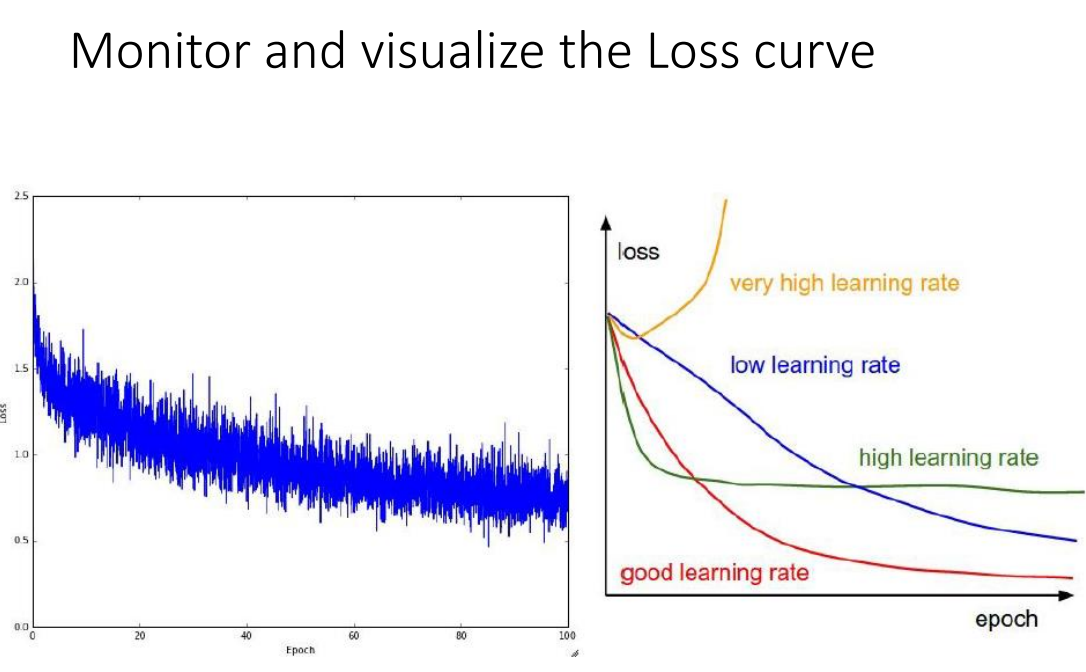 Monitor and visualize the Loss curve
2.5
2.0
1.5
1.0
0.5
0.0
Loss
0 20 40 60 80 100
Epoch
loss
very high learning rate
low learning rate
high learning rate
good learning rate
epoch